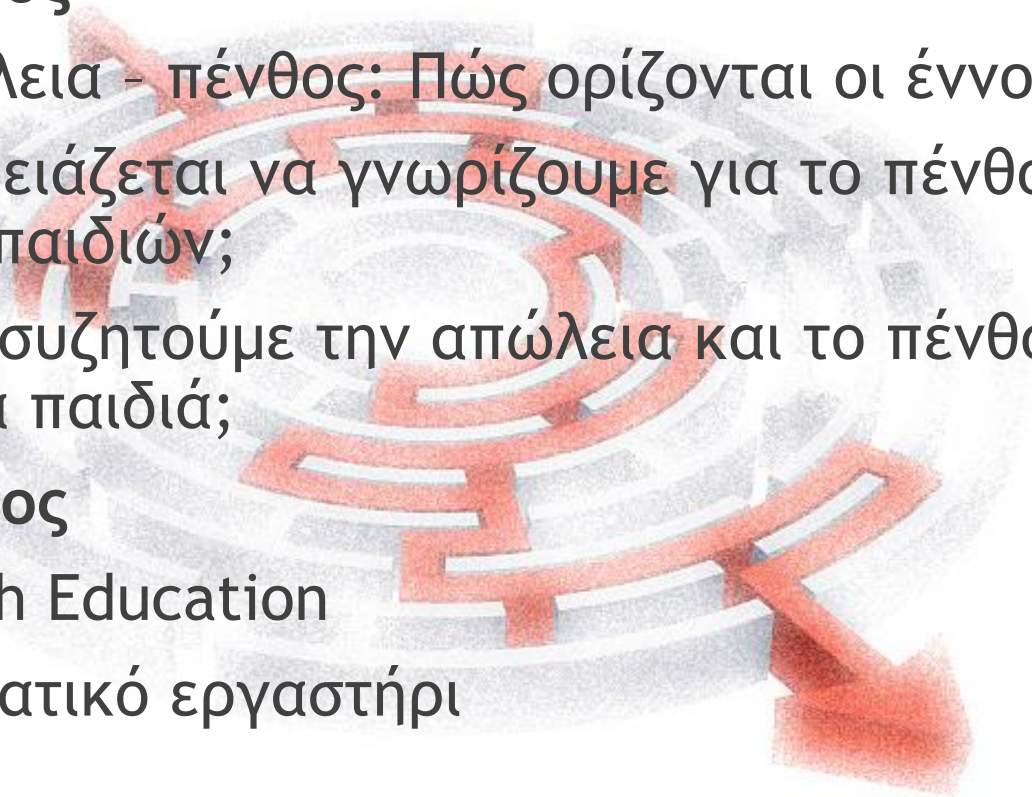 ος
λεια – πένθος: Πώς ορίζονται οι έννο
ειάζεται να γνωρίζουμε για το πένθο
παιδιών;
συζητούμε την απώλεια και το πένθο
α παιδιά;
ος
h Education
ατικό εργαστήρι